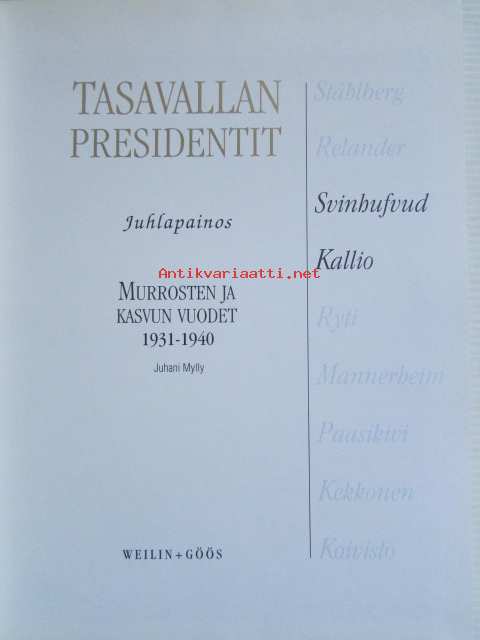 TASAVALLAN
PRESIDENTIT
Juhlapainos
Antikvariaatti.net
MURROSTEN JA
KASVUN VUODET
1931-1940
Juhani Mylly
WEILIN+GÖÖS
Ståhlberg
Relander
Svinhufvud
Kallio
Ryti
Mannerheim
Paasikivi
Kekkonen
Koivisto